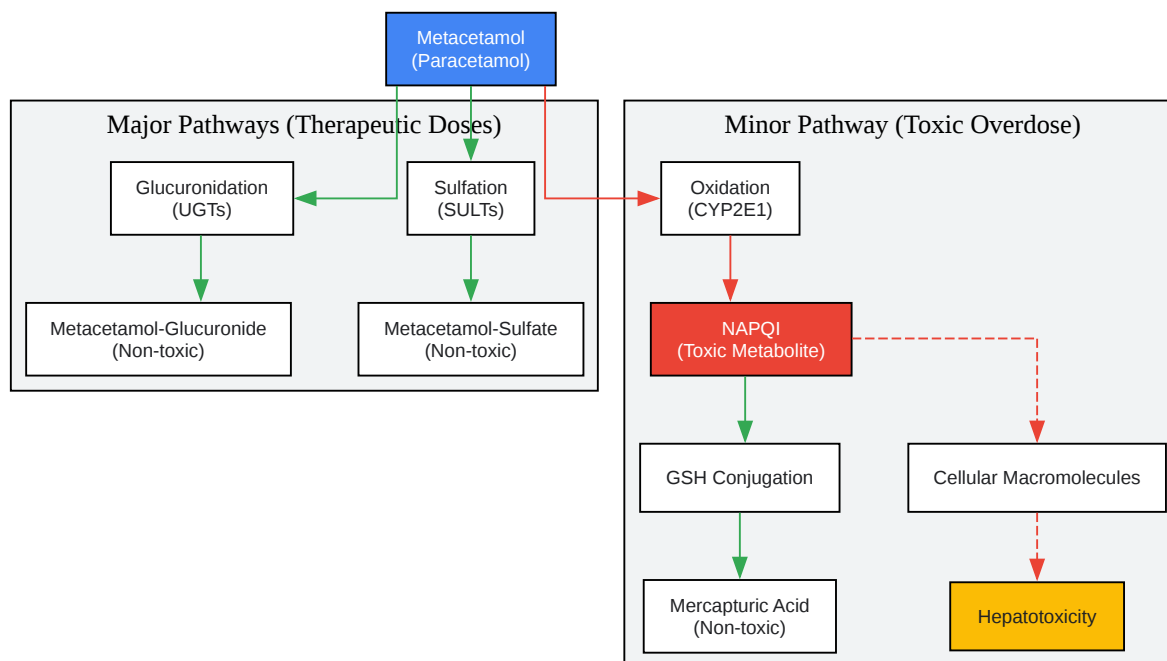 Metacetamol
(Paracetamol)
Major Pathways (Therapeutic Doses)
Glucuronidation
(UGTs)
Sulfation
(SULTs)
Metacetamol-Glucuronide
(Non-toxic)
Metacetamol-Sulfate
(Non-toxic)
Minor Pathway (Toxic Overdose)
Oxidation
(CYP2E1)
NAPQI
(Toxic Metabolite)
GSH Conjugation
Cellular Macromolecules
Mercapturic Acid
(Non-toxic)
Hepatotoxicity